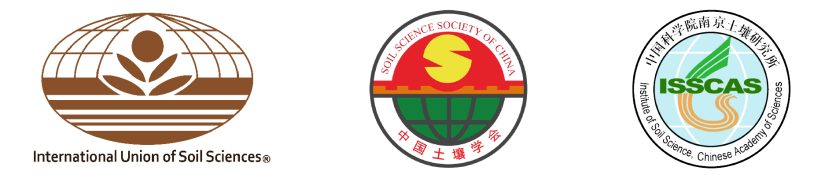 International Union of Soil Sciences®
SOIL SCIENCE SOCIETY OF CHINA
中国土壤学会
中国科学院南京土壤研究所
ISSCAS
Institute of Soil Science, Chinese Academy of Sciences